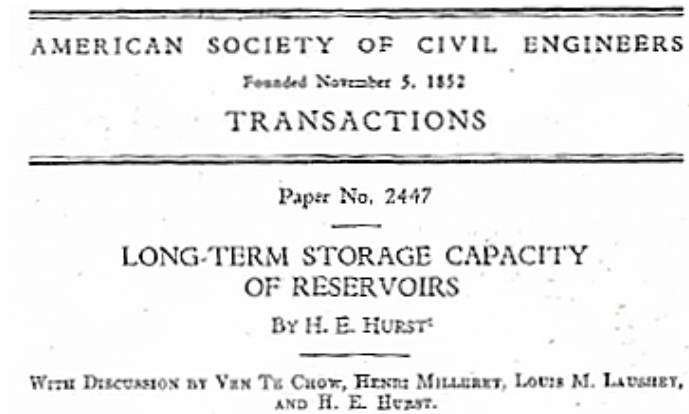 AMERICAN SOCIETY OF CIVIL ENGINEERS
Founded November 5, 1852
TRANSACTIONS
Paper No. 2447
LONG-TERM STORAGE CAPACITY
OF RESERVOIRS
BY H. E. HURST¹
WITH DISCUSSION BY VEN TE CHOW, HENRI MILLERET, LOUIS M. LAUSHEY,
AND H. E. HURST.